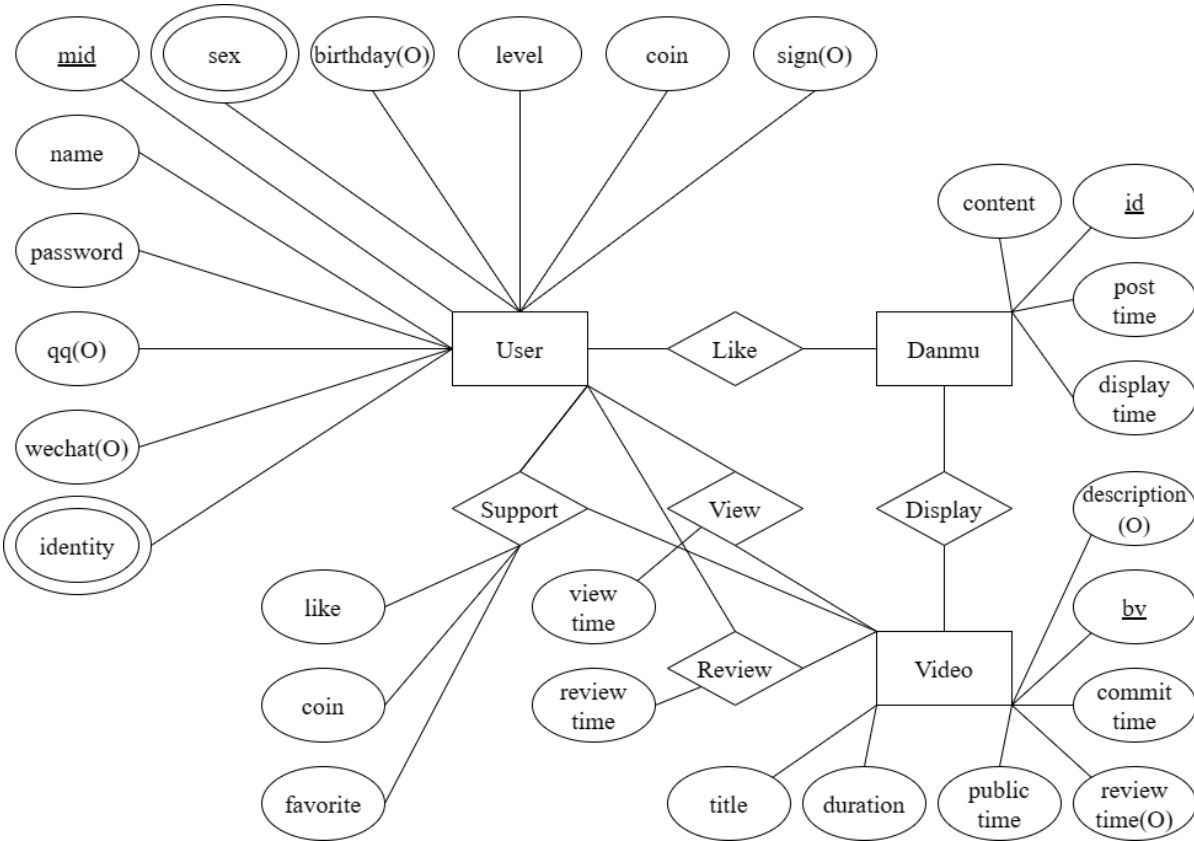 mid
sex
birthday(O)
level
coin
sign(O)
name
password
qq(O)
wechat(O)
identity
User
Like
Danmu
content
id
post
time
display
time
Support
View
Display
description
(O)
like
coin
favorite
view
time
review
time
Review
Video
bv
commit
time
title
duration
public
time
review
time(O)